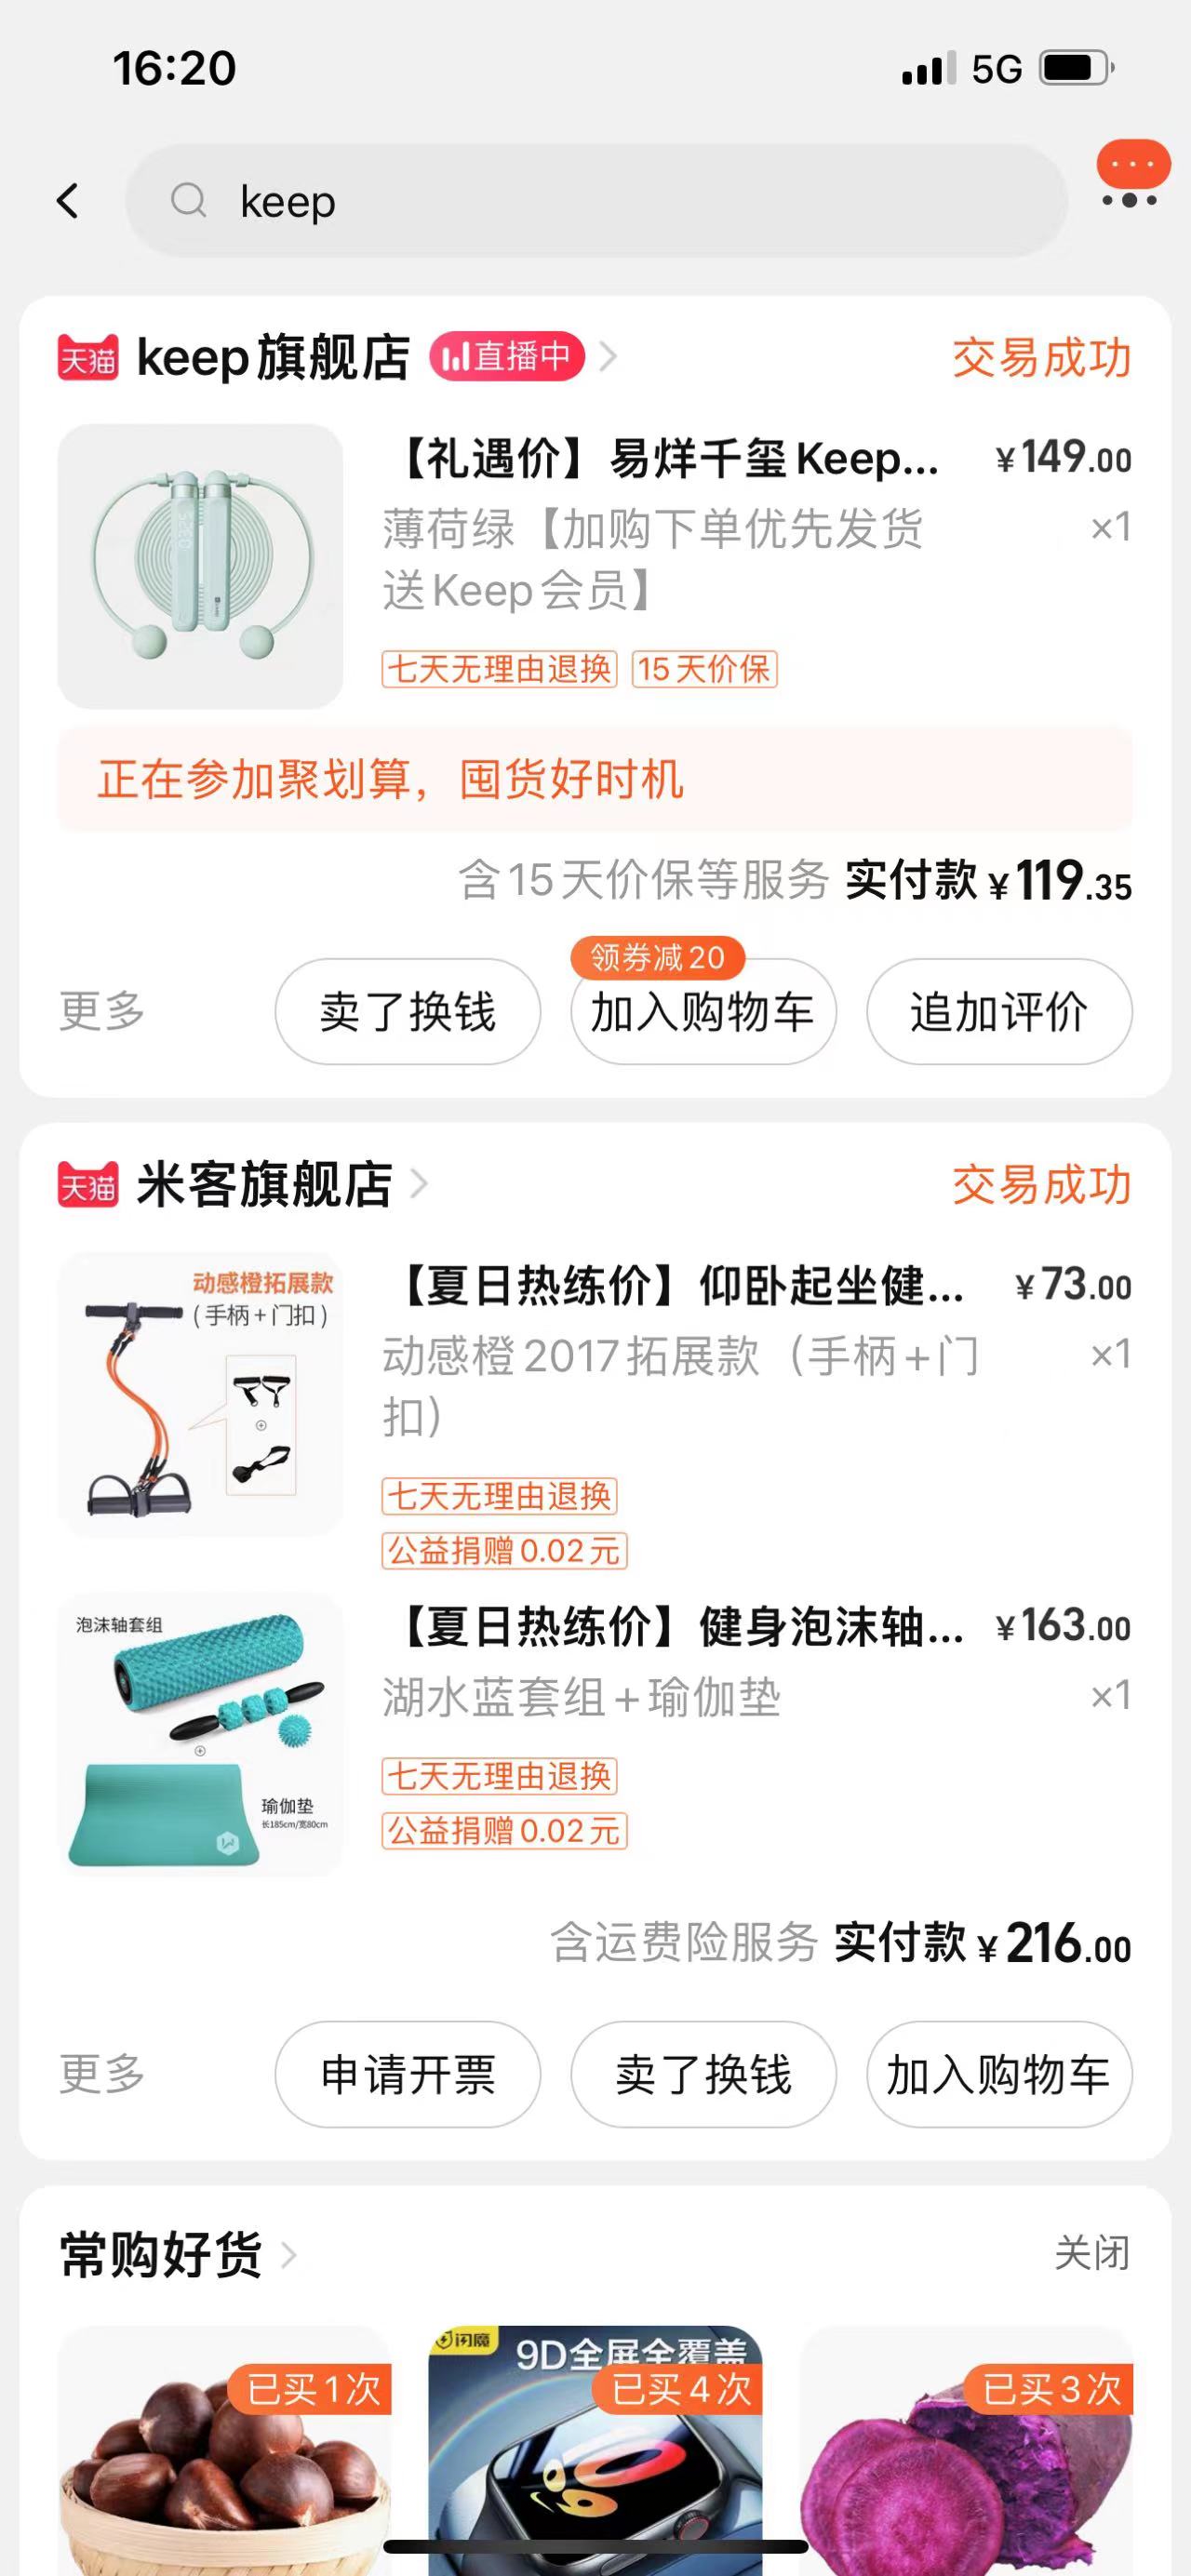 16:20
5G
keep
天猫 keep旗舰店 直播中 交易成功
【礼遇价】易烊千玺Keep... ¥149.00
薄荷绿【加购下单优先发货 ×1
送Keep会员】
七天无理由退换 15天价保
正在参加聚划算，囤货好时机
含15天价保等服务 实付款 ¥119.35
领券减20
更多 卖了换钱 加入购物车 追加评价
天猫 米客旗舰店 交易成功
动感橙拓展款
(手柄+门扣)
【夏日热练价】仰卧起坐健... ¥73.00
动感橙2017拓展款（手柄+门 ×1
扣）
七天无理由退换
公益捐赠0.02元
泡沫轴套组
瑜伽垫
长185cm/宽80cm
【夏日热练价】健身泡沫轴... ¥163.00
湖水蓝套组+瑜伽垫 ×1
七天无理由退换
公益捐赠0.02元
含运费险服务 实付款 ¥216.00
更多 申请开票 卖了换钱 加入购物车
常购好货 关闭
已买1次
闪魔
9D全屏全覆盖
已买4次
已买3次